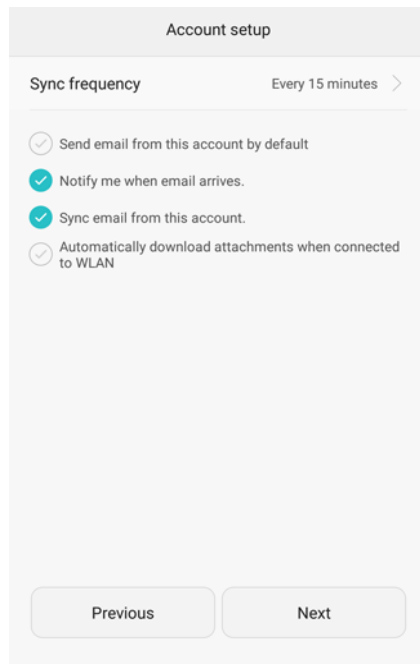 Account setup
Sync frequency Every 15 minutes
Send email from this account by default
Notify me when email arrives.
Sync email from this account.
Automatically download attachments when connected
to WLAN
Previous Next